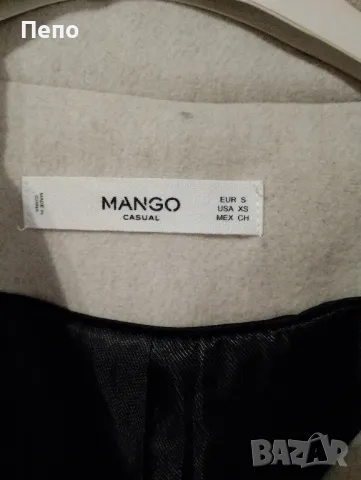 Пепо
MADE IN
CHINA
MANGO
CASUAL
EUR S
USA XS
MEX CH
BAZAR